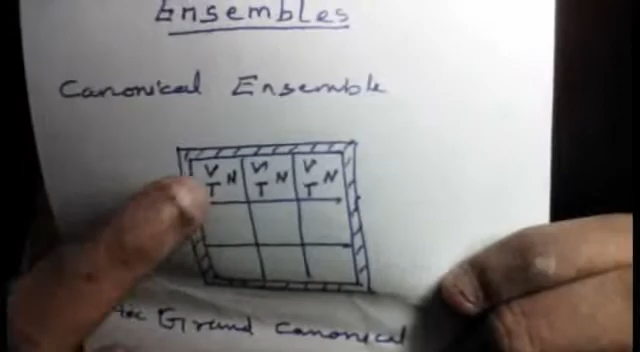 Ensembles
Canonical Ensemble
V N V N V N
T T T
Grand Canonical